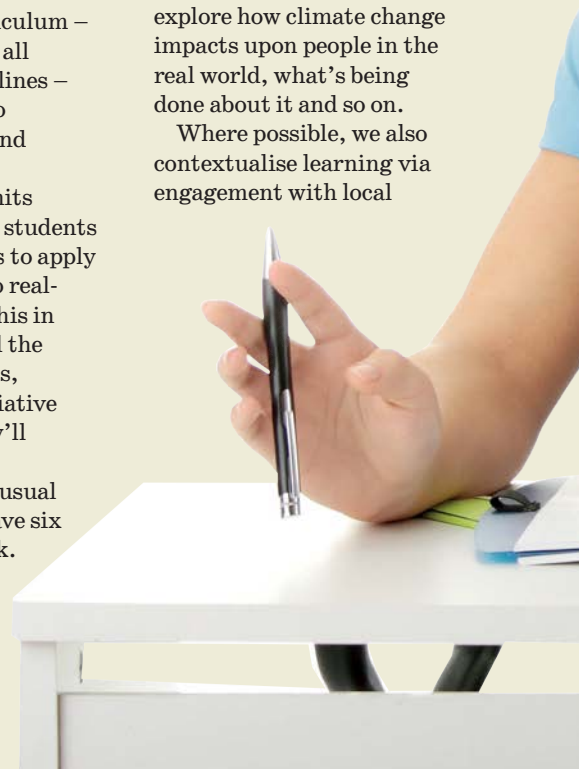 culum –
all
lines –
nd
nits
students
s to apply
real-
his in
the
s,
iative
usual
ve six
k.
explore how climate change
impacts upon people in the
real world, what's being
done about it and so on.
Where possible, we also
contextualise learning via
engagement with local